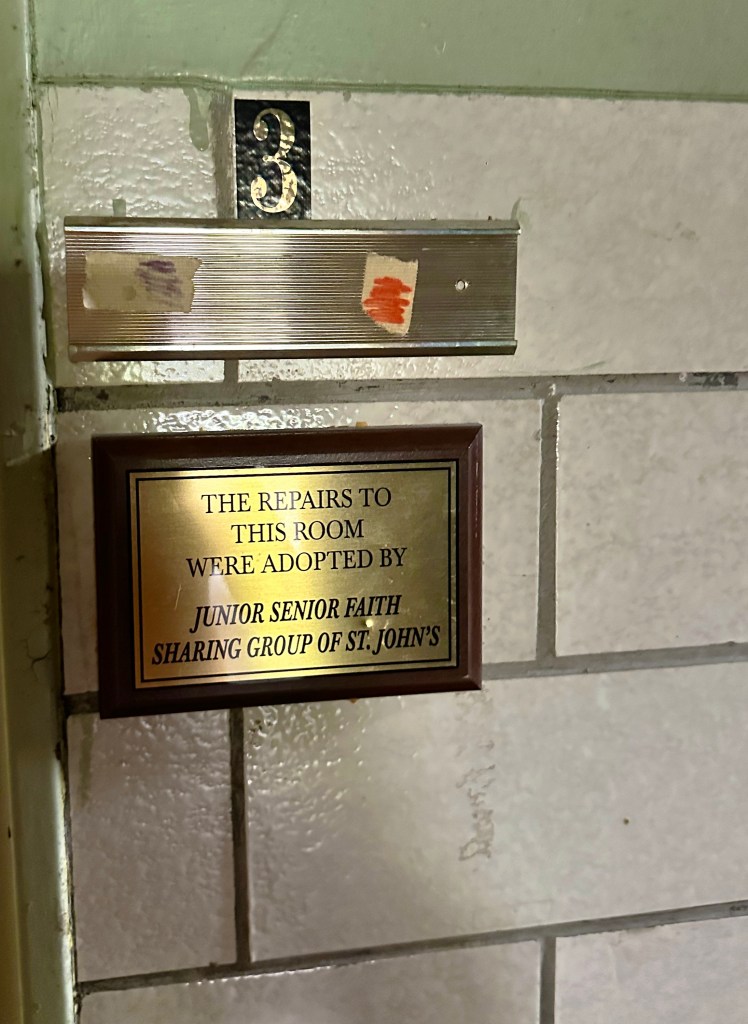 3
THE REPAIRS TO
THIS ROOM
WERE ADOPTED BY
JUNIOR SENIOR FAITH
SHARING GROUP OF ST. JOHN'S